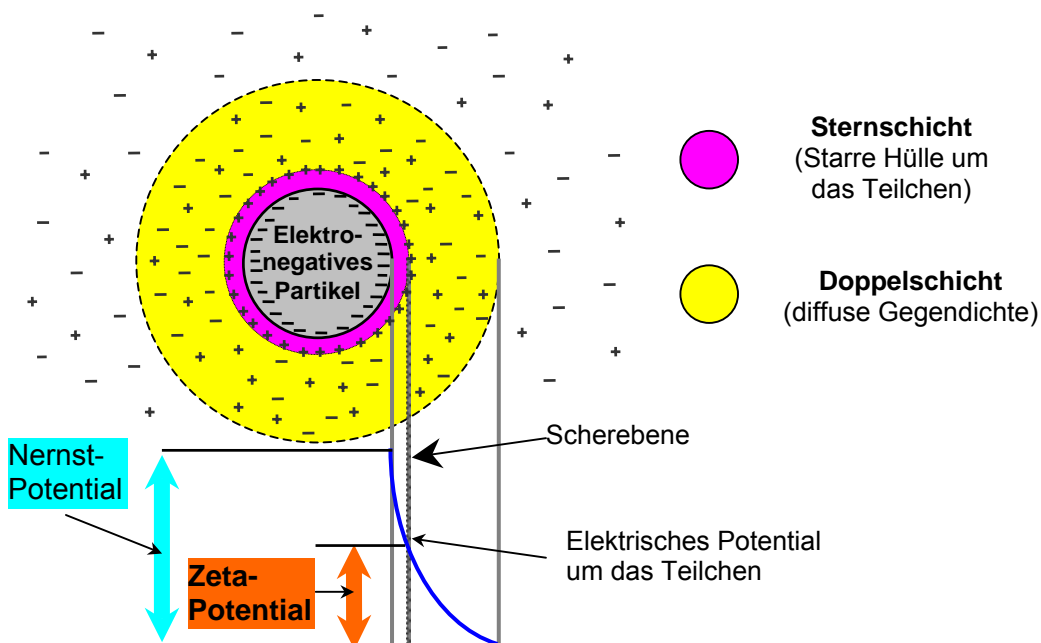 Elektro-
negatives
Partikel
Sternschicht
(Starre Hülle um
das Teilchen)
Doppelschicht
(diffuse Gegendichte)
Nernst-
Potential
Scherebene
Elektrisches Potential
um das Teilchen
Zeta-
Potential